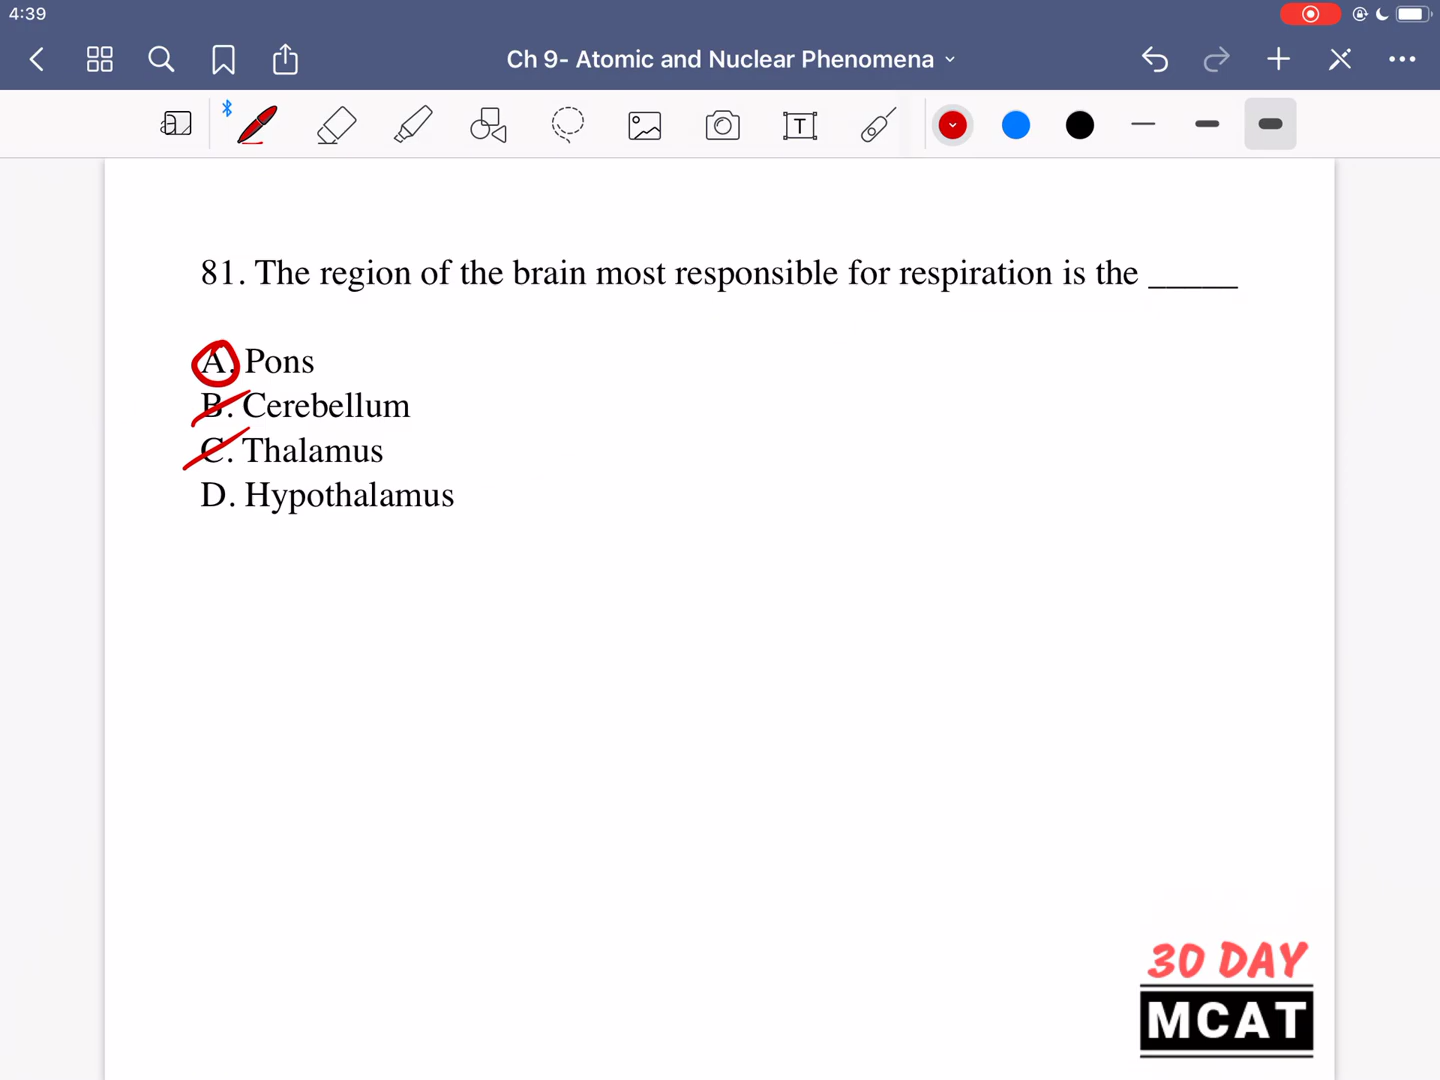 4:39
Ch 9- Atomic and Nuclear Phenomena
T
81. The region of the brain most responsible for respiration is the _____
A. Pons
B. Cerebellum
C. Thalamus
D. Hypothalamus
30 DAY
MCAT